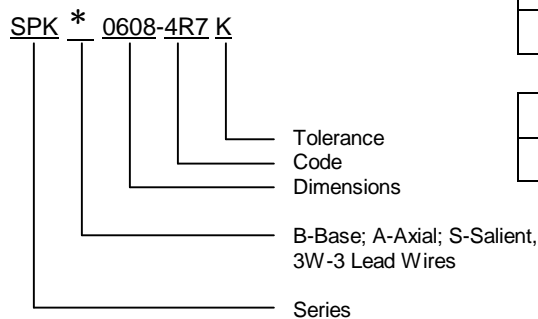 SPK * 0608-4R7 K
Tolerance
Code
Dimensions
B-Base; A-Axial; S-Salient,
3W-3 Lead Wires
Series